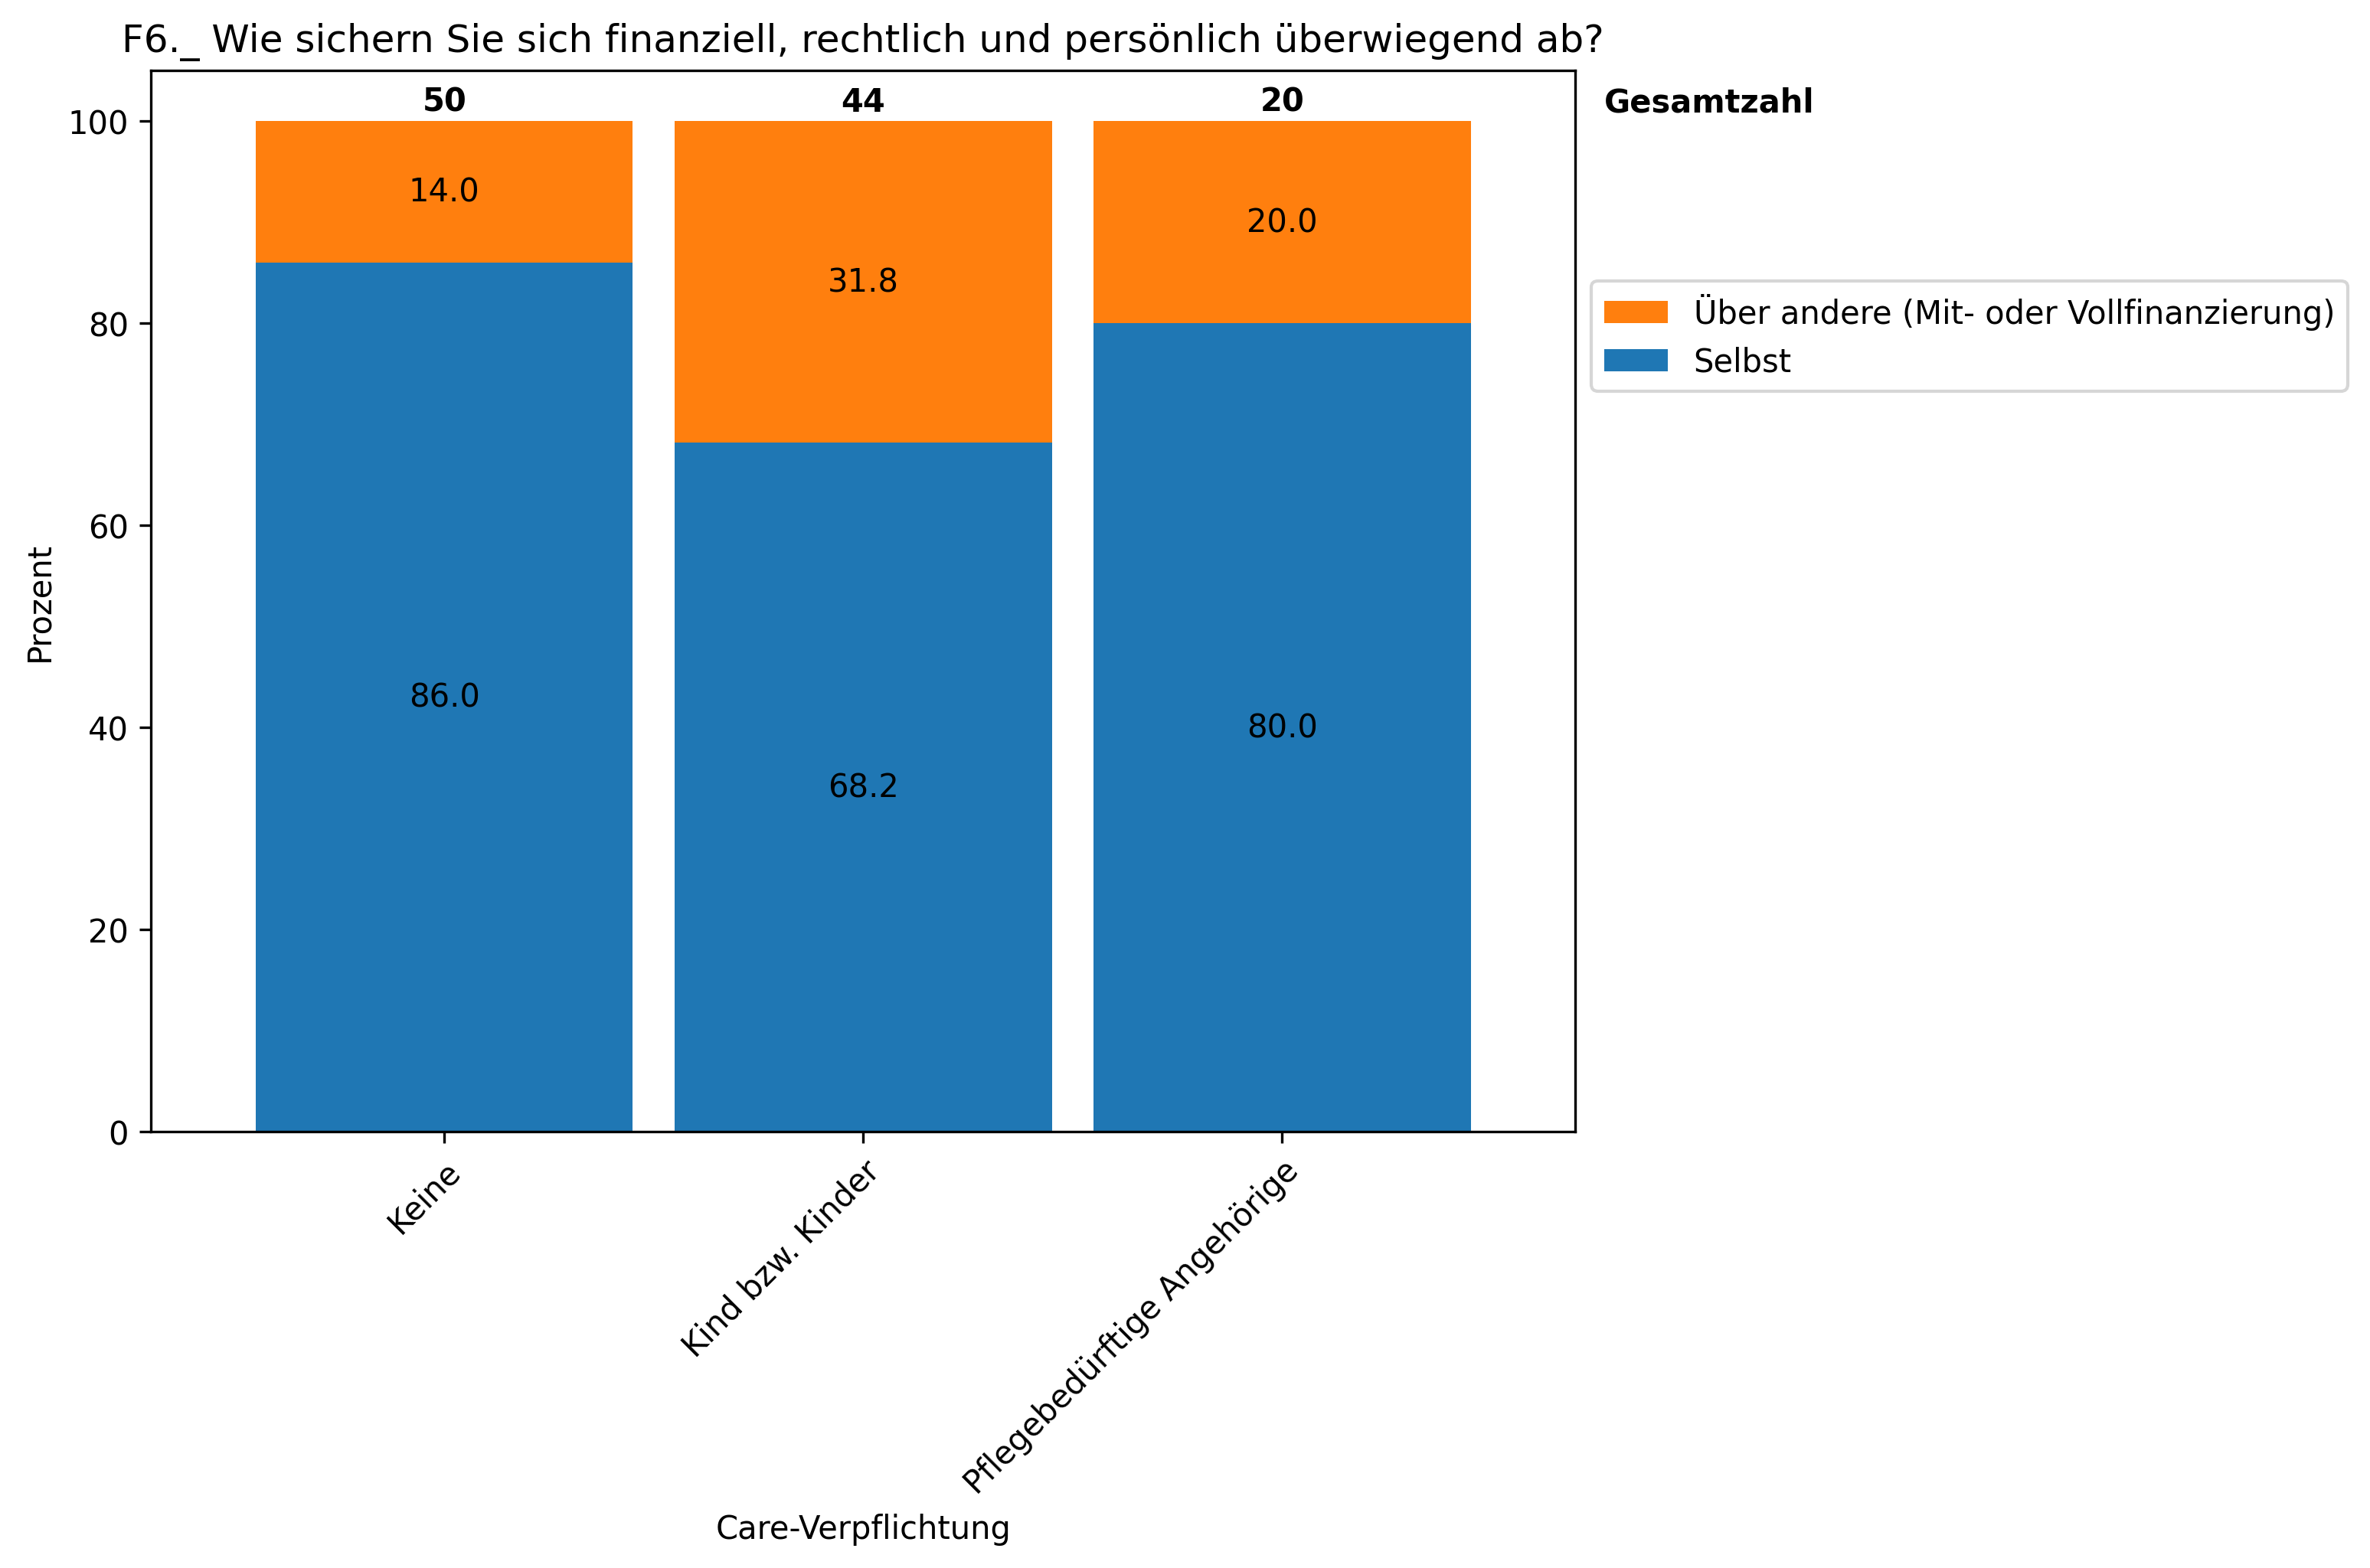 F6._ Wie sichern Sie sich finanziell, rechtlich und persönlich überwiegend ab?
50 44 20 Gesamtzahl
100
14.0
20.0
31.8
Über andere (Mit- oder Vollfinanzierung)
80
Selbst
60
Prozent
86.0
40
80.0
68.2
20
0
Keine
Kind bzw. Kinder
Pflegebedürftige Angehörige
Care-Verpflichtung